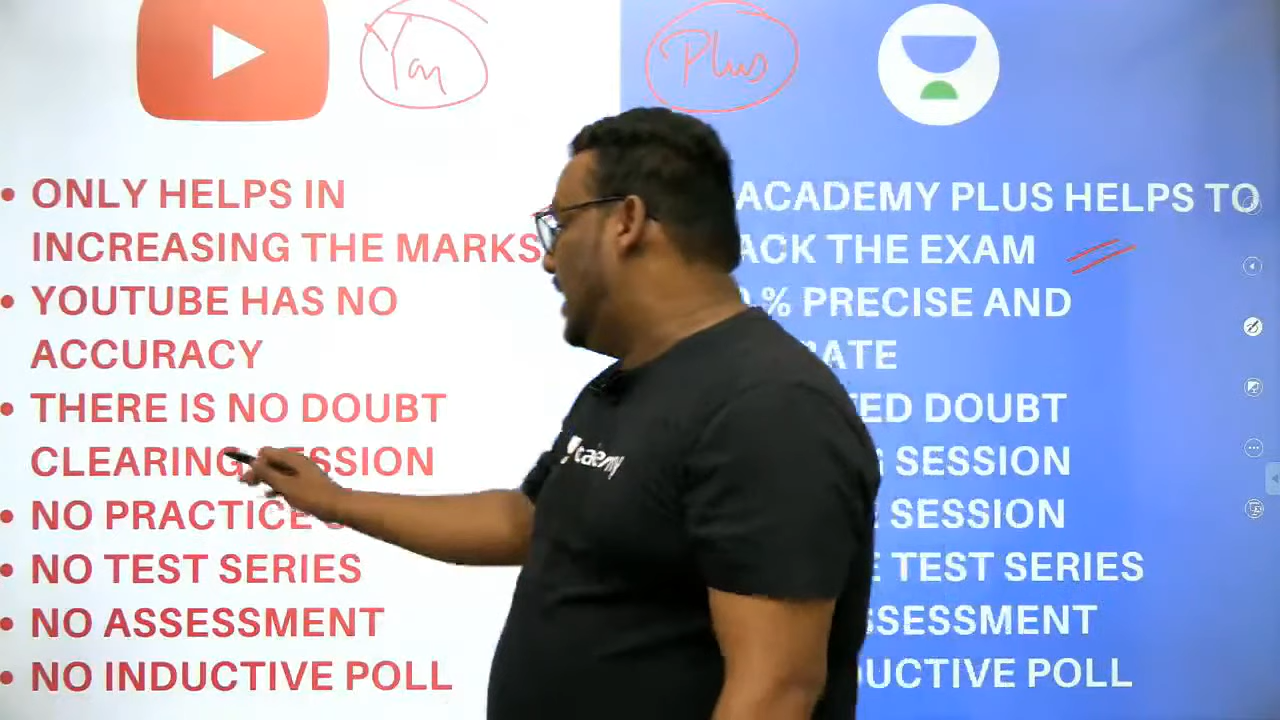 Plus
ONLY HELPS IN
INCREASING THE MARKS
YOUTUBE HAS NO
ACCURACY
THERE IS NO DOUBT
CLEARING SESSION
NO PRACTICE
NO TEST SERIES
NO ASSESSMENT
NO INDUCTIVE POLL
ACADEMY PLUS HELPS TO
ACK THE EXAM
% PRECISE AND
RATE
ED DOUBT
SESSION
SESSION
TEST SERIES
SSESSMENT
DUCTIVE POLL